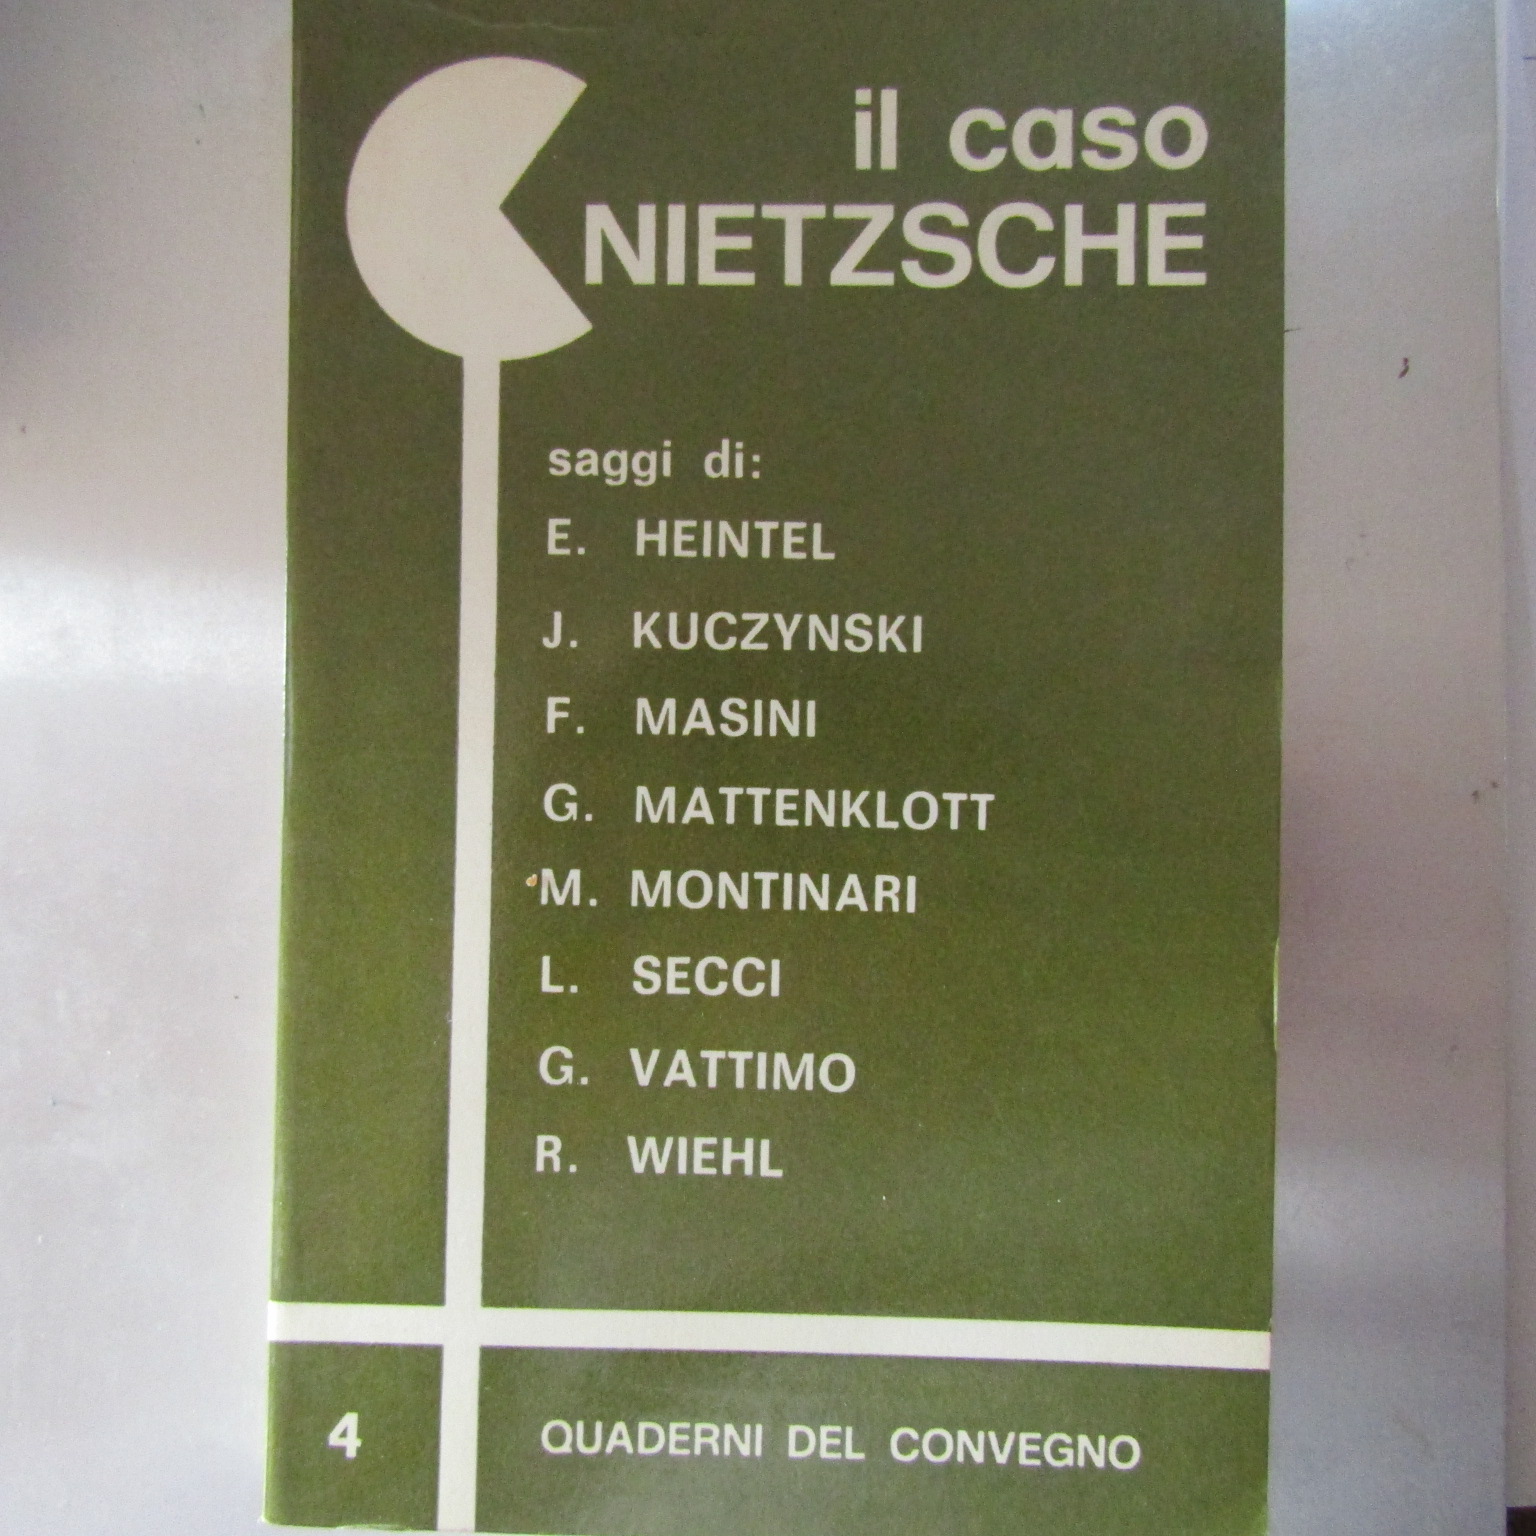 il caso
NIETZSCHE
saggi di:
E. HEINTEL
J. KUCZYNSKI
F. MASINI
G. MATTENKLOTT
M. MONTINARI
L. SECCI
G. VATTIMO
R. WIEHL
4 QUADERNI DEL CONVEGNO